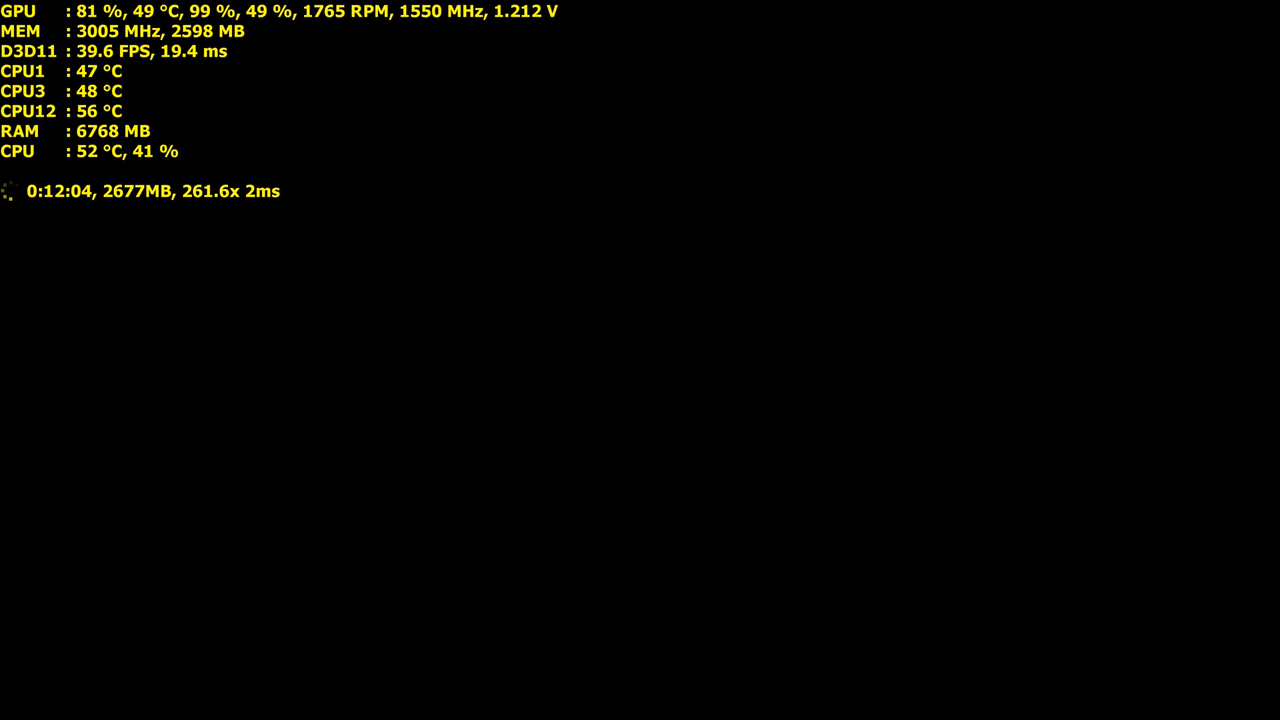 GPU : 81 %, 49 °C, 99 %, 49 %, 1765 RPM, 1550 MHz, 1.212 V
MEM : 3005 MHz, 2598 MB
D3D11 : 39.6 FPS, 19.4 ms
CPU1 : 47 °C
CPU3 : 48 °C
CPU12 : 56 °C
RAM : 6768 MB
CPU : 52 °C, 41 %
0:12:04, 2677MB, 261.6x 2ms